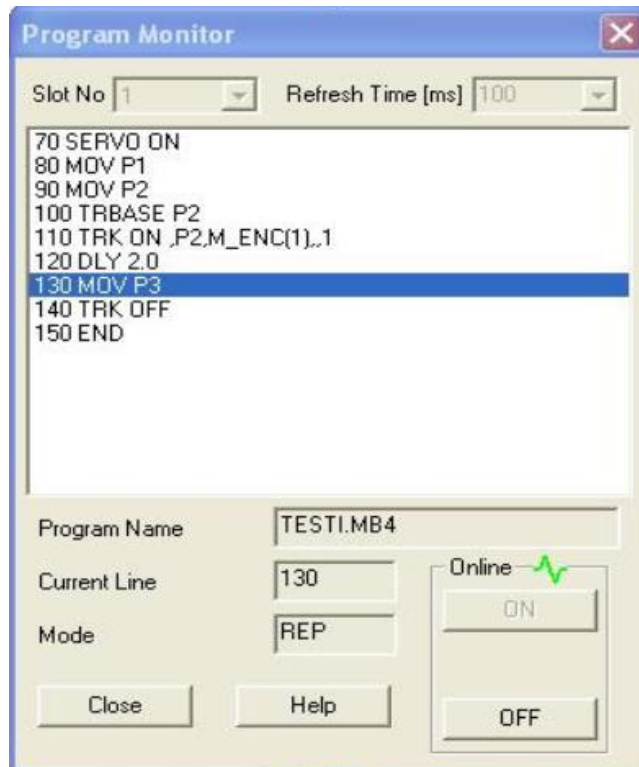 Program Monitor
Slot No 1 Refresh Time [ms] 100
70 SERVO ON
80 MOV P1
90 MOV P2
100 TRBASE P2
110 TRK ON ,P2,M_ENC(1),,1
120 DLY 2.0
130 MOV P3
140 TRK OFF
150 END
Program Name TESTI.MB4
Current Line 130
Online
ON
Mode REP
Close Help OFF